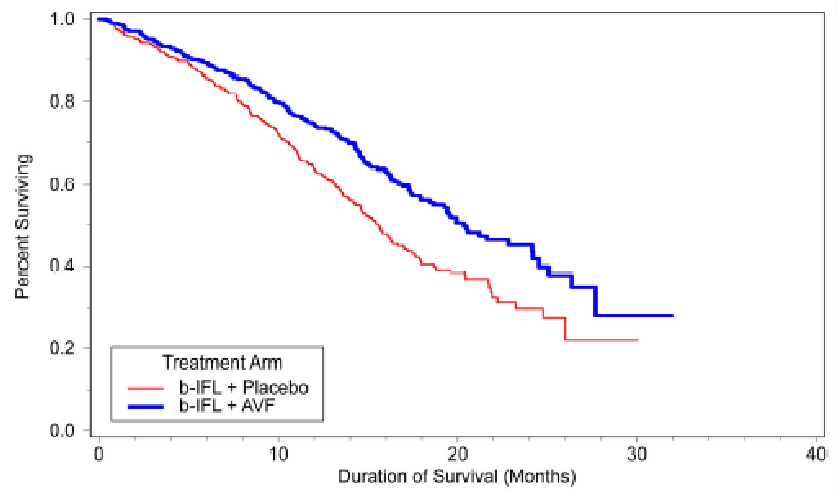 1.0
0.8
0.6
0.4
0.2
0.0
Percent Surviving
Treatment Arm
b-IFL + Placebo
b-IFL + AVF
0 10 20 30 40
Duration of Survival (Months)